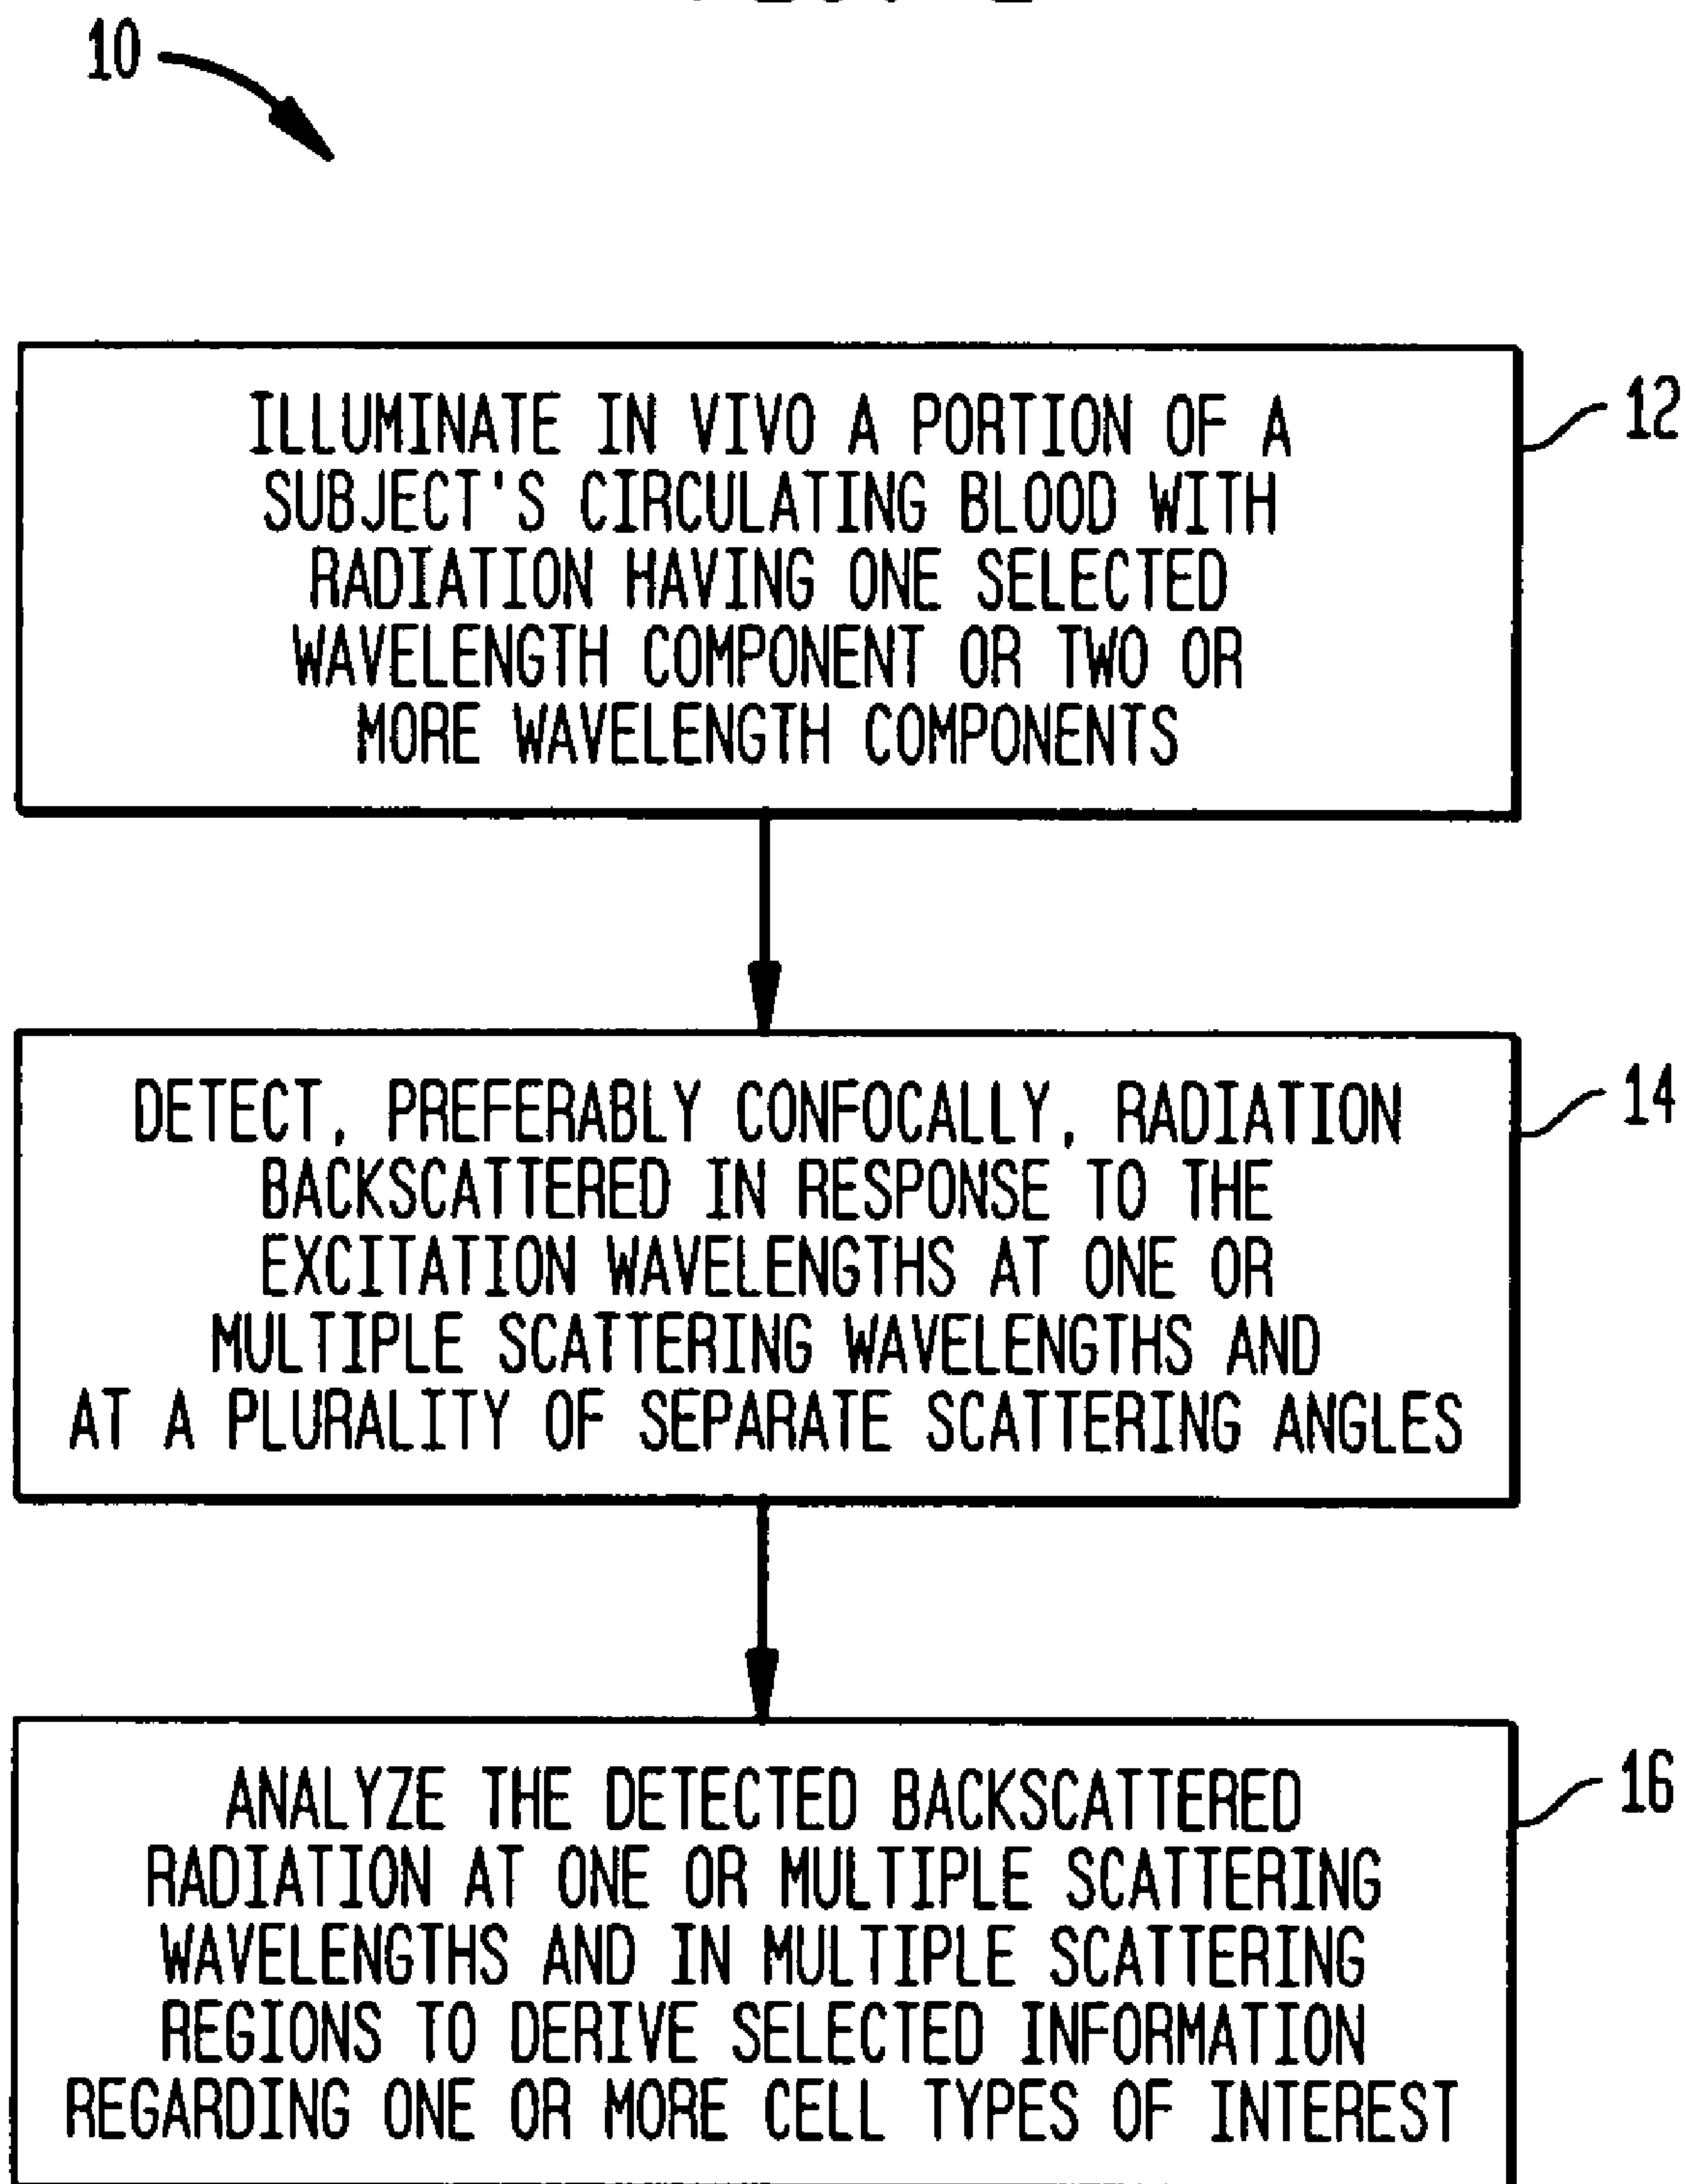 10
ILLUMINATE IN VIVO A PORTION OF A
SUBJECT'S CIRCULATING BLOOD WITH
RADIATION HAVING ONE SELECTED
WAVELENGTH COMPONENT OR TWO OR
MORE WAVELENGTH COMPONENTS
12
DETECT, PREFERABLY CONFOCALLY, RADIATION
BACKSCATTERED IN RESPONSE TO THE
EXCITATION WAVELENGTHS AT ONE OR
MULTIPLE SCATTERING WAVELENGTHS AND
AT A PLURALITY OF SEPARATE SCATTERING ANGLES
14
ANALYZE THE DETECTED BACKSCATTERED
RADIATION AT ONE OR MULTIPLE SCATTERING
WAVELENGTHS AND IN MULTIPLE SCATTERING
REGIONS TO DERIVE SELECTED INFORMATION
REGARDING ONE OR MORE CELL TYPES OF INTEREST
16